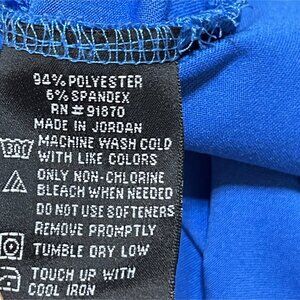 94% POLYESTER
6% SPANDEX
RN # 91870
MADE IN JORDAN
MACHINE WASH COLD
WITH LIKE COLORS
ONLY NON-CHLORINE
BLEACH WHEN NEEDED
DO NOT USE SOFTENERS
REMOVE PROMPTLY
TUMBLE DRY LOW
TOUCH UP WITH
COOL IRON